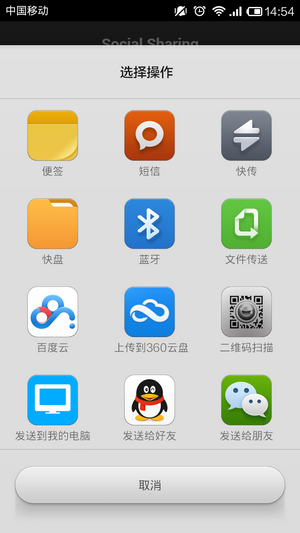 中国移动
14:54
Social Sharing
选择操作
便签
短信
快传
快盘
蓝牙
文件传送
百度云
上传到360云盘
二维码扫描
发送到我的电脑
发送给好友
发送给朋友
取消